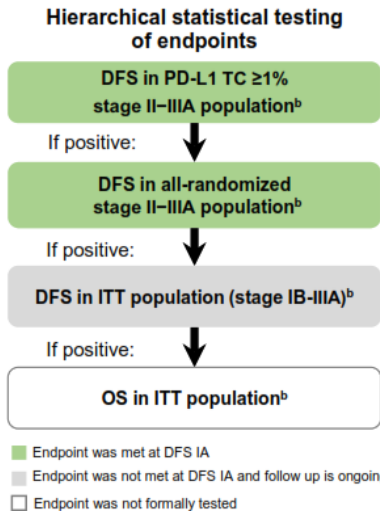 Hierarchical statistical testing
of endpoints
DFS in PD-L1 TC ≥1%
stage II–IIIA populationᵇ
If positive:
DFS in all-randomized
stage II–IIIA populationᵇ
If positive:
DFS in ITT population (stage IB-IIIA)ᵇ
If positive:
OS in ITT populationᵇ
Endpoint was met at DFS IA
Endpoint was not met at DFS IA and follow up is ongoin
Endpoint was not formally tested